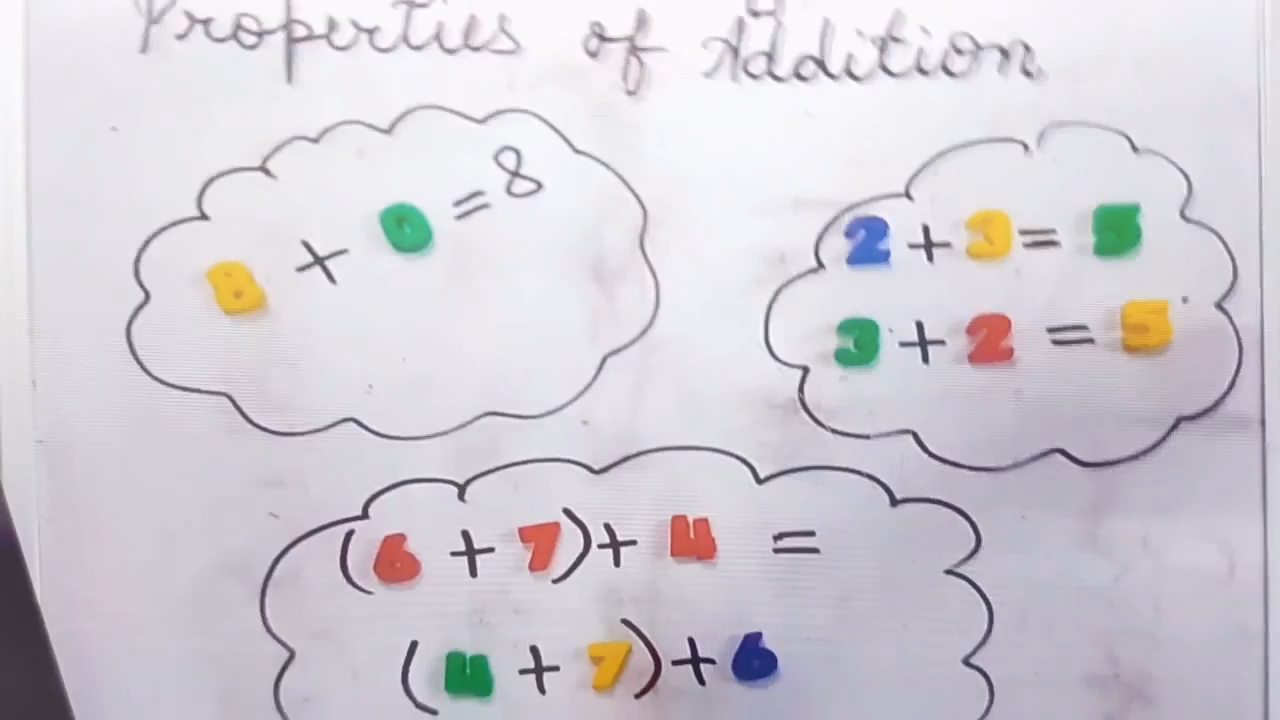 Properties of Addition
8 + 0 = 8
2 + 3 = 5
3 + 2 = 5
(6 + 7) + 4 =
(4 + 7) + 6